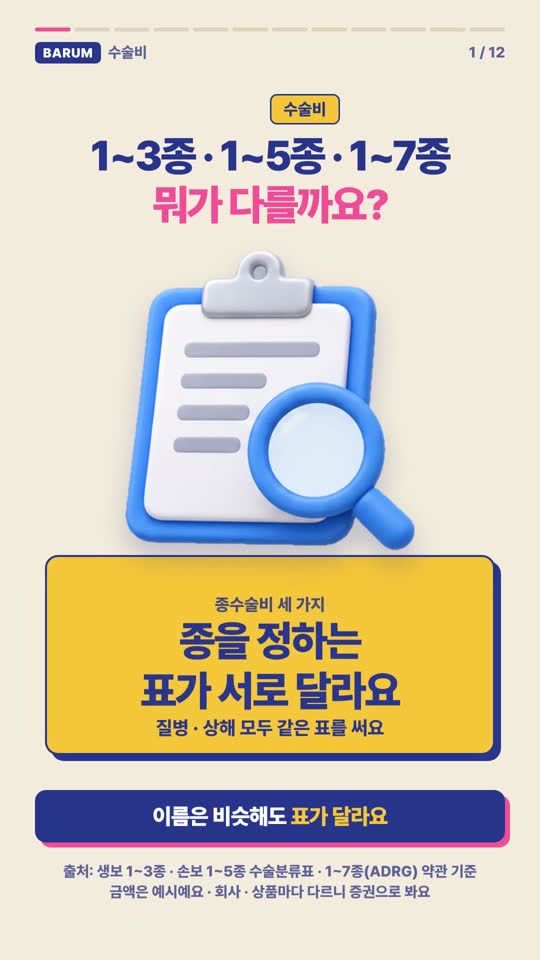 BARUM 수술비
1 / 12
수술비
1~3종 · 1~5종 · 1~7종
뭐가 다를까요?
종수술비 세 가지
종을 정하는
표가 서로 달라요
질병 · 상해 모두 같은 표를 써요
이름은 비슷해도 표가 달라요
출처: 생보 1~3종 · 손보 1~5종 수술분류표 · 1~7종(ADRG) 약관 기준
금액은 예시예요 · 회사 · 상품마다 다르니 증권으로 봐요